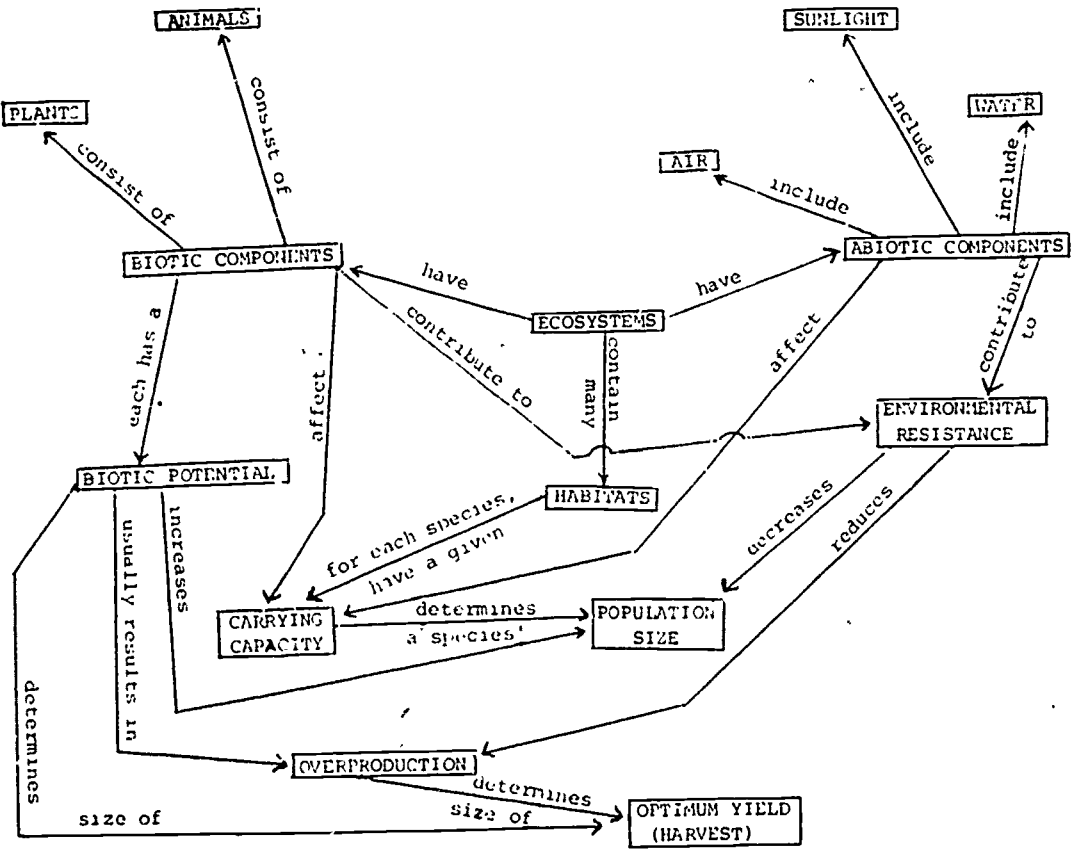 ANIMALS
SUNLIGHT
PLANTS
WATER
consist of
include
AIR
consist of
include
include
BIOTIC COMPONENTS
ABIOTIC COMPONENTS
have
have
ECOSYSTEMS
contribute to
contain
many
affect
contribute
to
each has a
affect
ENVIRONMENTAL
RESISTANCE
BIOTIC POTENTIAL
HABITATS
decreases
reduces
usually results in
increases
for each species,
have a given
CARRYING
CAPACITY
determines
a species'
POPULATION
SIZE
determines
OVERPRODUCTION
determines
size of
size of
OPTIMUM YIELD
(HARVEST)